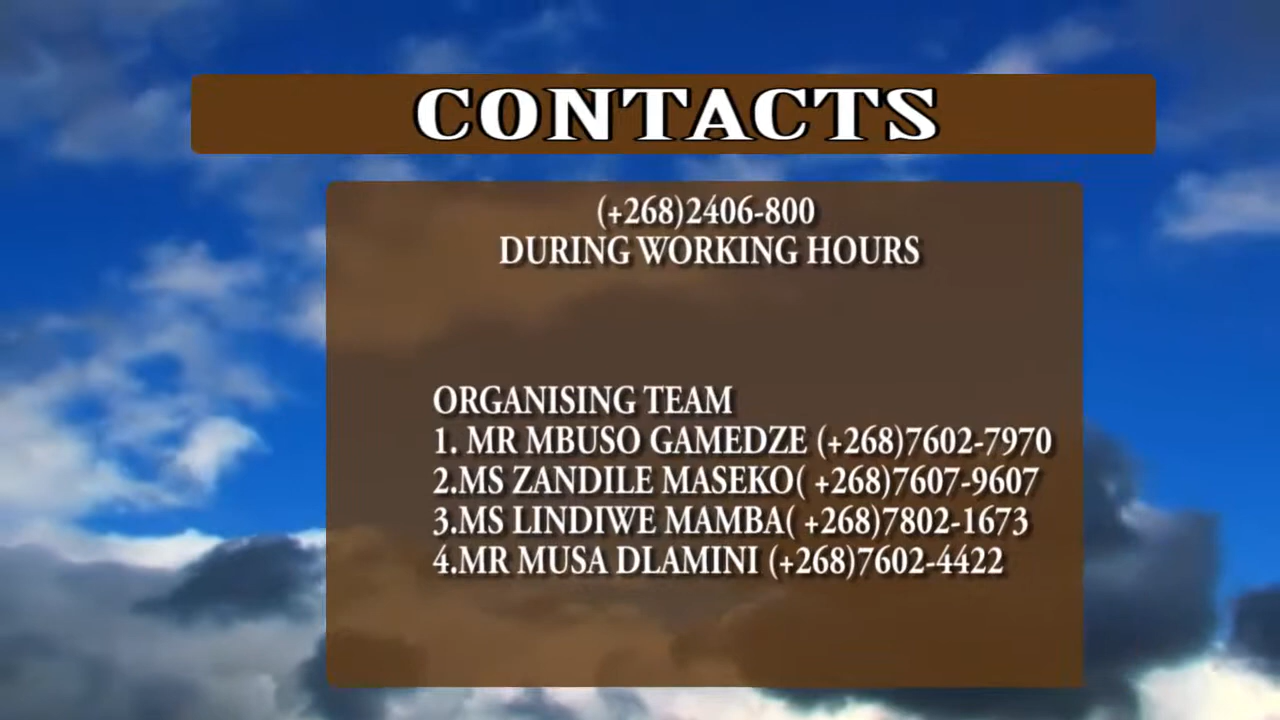 CONTACTS
(+268)2406-800
DURING WORKING HOURS
ORGANISING TEAM
1. MR MBUSO GAMEDZE (+268)7602-7970
2.MS ZANDILE MASEKO( +268)7607-9607
3.MS LINDIWE MAMBA( +268)7802-1673
4.MR MUSA DLAMINI (+268)7602-4422